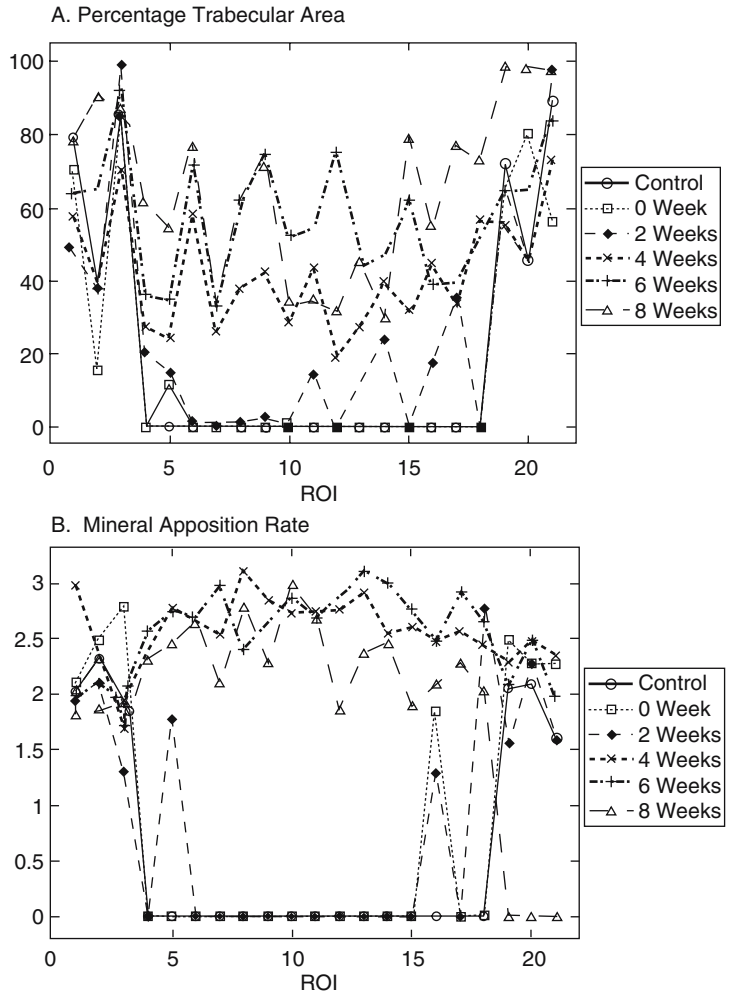 A. Percentage Trabecular Area
100
80
60
40
20
0
0 5 10 15 20
ROI
Control
0 Week
2 Weeks
4 Weeks
6 Weeks
8 Weeks
B. Mineral Apposition Rate
3
2.5
2
1.5
1
0.5
0
0 5 10 15 20
ROI
Control
0 Week
2 Weeks
4 Weeks
6 Weeks
8 Weeks